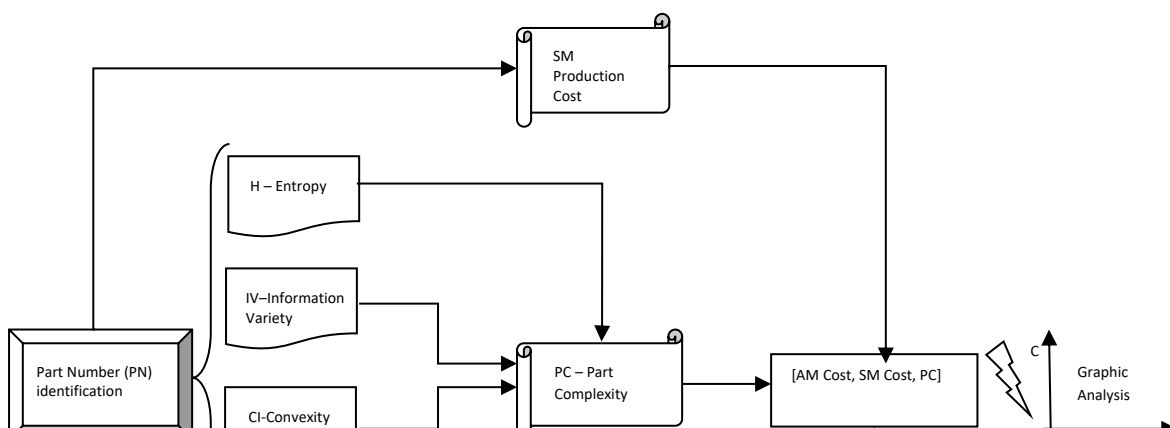 SM
Production
Cost
H – Entropy
IV–Information
Variety
Part Number (PN)
identification
CI-Convexity
PC – Part
Complexity
[AM Cost, SM Cost, PC]
C
Graphic
Analysis